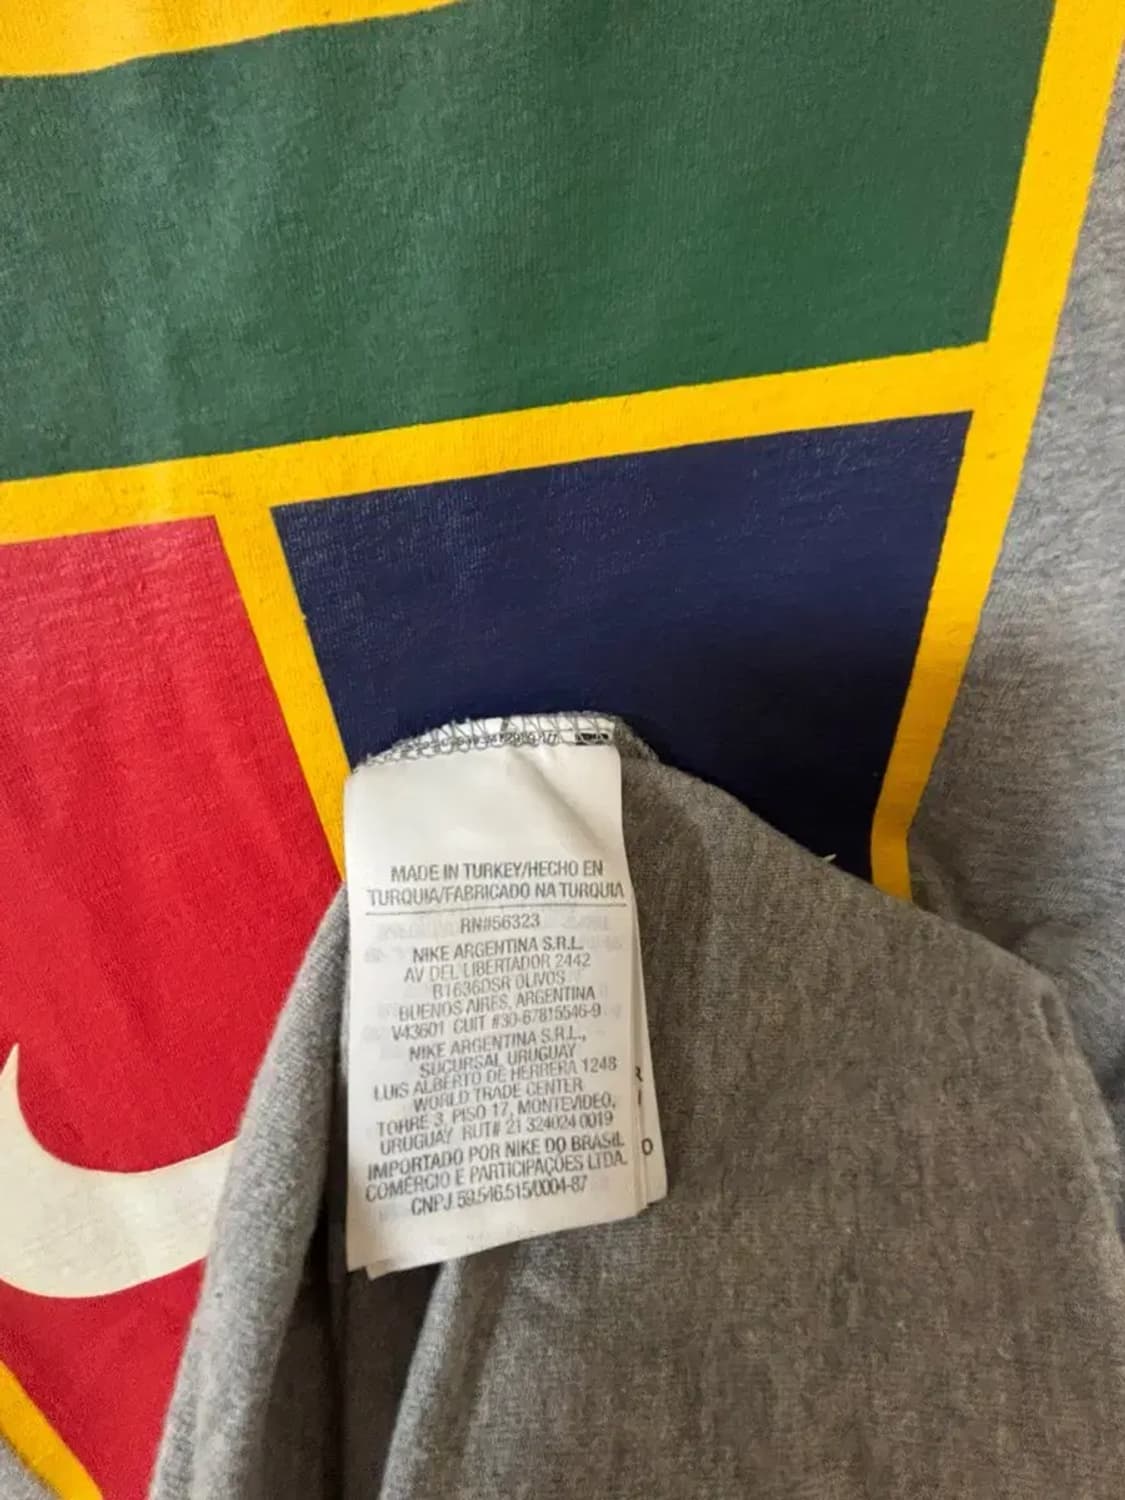 MADE IN TURKEY/HECHO EN
TURQUIA/FABRICADO NA TURQUIA
RN#56323
NIKE ARGENTINA S.R.L.
AV DEL LIBERTADOR 2442
B1636DSR OLIVOS
BUENOS AIRES, ARGENTINA
V43601 CUIT #30-67815546-9
NIKE ARGENTINA S.R.L.,
SUCURSAL URUGUAY
LUIS ALBERTO DE HERRERA 1248
WORLD TRADE CENTER
TORRE 3, PISO 17, MONTEVIDEO,
URUGUAY RUT# 21 324024 0019
IMPORTADO POR NIKE DO BRASIL
COMÉRCIO E PARTICIPAÇÕES LTDA.
CNPJ 59.546.515/0004-87